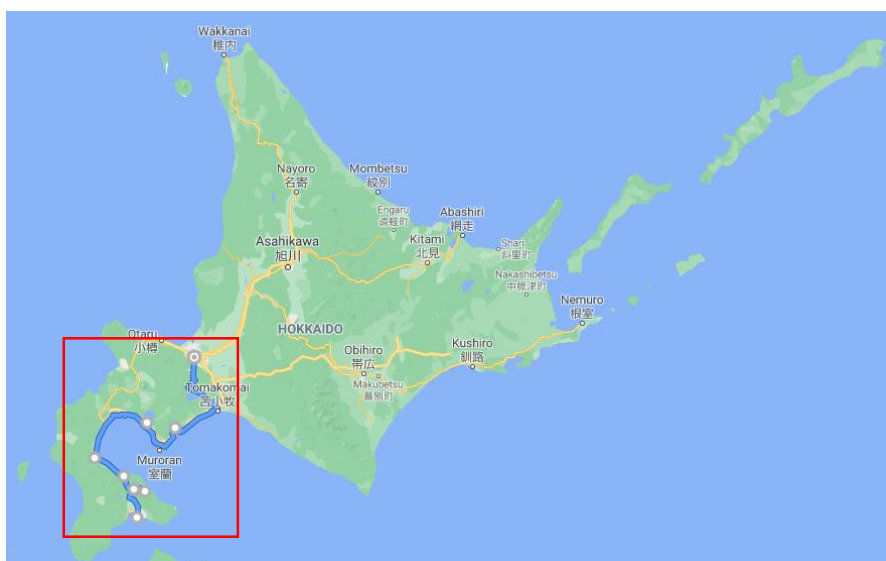 Wakkanai
稚内
Nayoro
名寄
Mombetsu
紋別
Engaru
遠軽町
Abashiri
網走
Kitami
北見
Shari
斜里町
Asahikawa
旭川
Nakashibetsu
中標津町
Nemuro
根室
HOKKAIDO
Otaru
小樽
Obihiro
帯広
Kushiro
釧路
Makubetsu
幕別町
Tomakomai
苫小牧
Muroran
室蘭